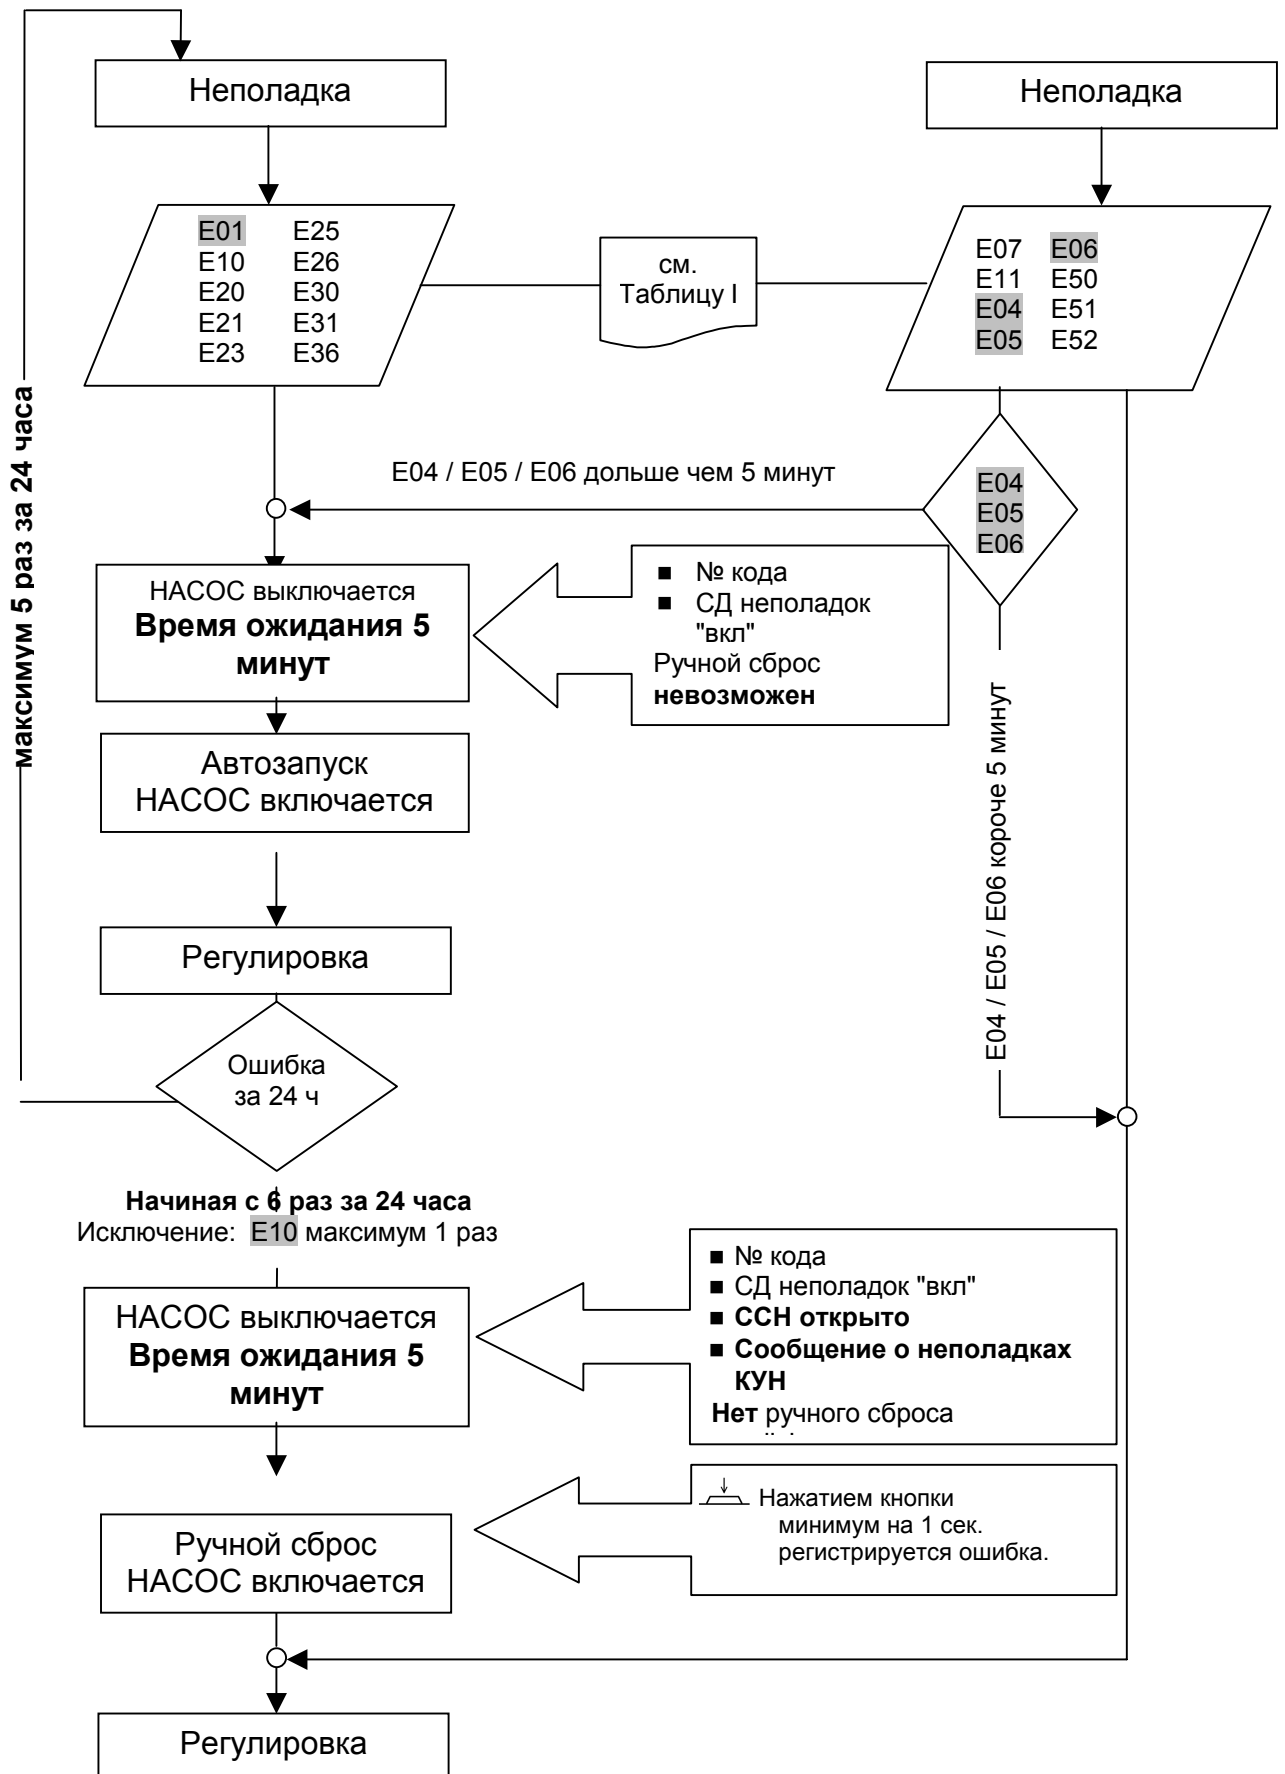 Неполадка
Неполадка
E01 E25
E10 E26
E20 E30
E21 E31
E23 E36
см.
Таблицу I
E07 E06
E11 E50
E04 E51
E05 E52
максимум 5 раз за 24 часа
E04 / E05 / E06 дольше чем 5 минут
E04
E05
E06
НАСОС выключается
Время ожидания 5
минут
■ № кода
■ СД неполадок
"вкл"
Ручной сброс
невозможен
Автозапуск
НАСОС включается
E04 / E05 / E06 короче 5 минут
Регулировка
Ошибка
за 24 ч
Начиная с 6 раз за 24 часа
Исключение: E10 максимум 1 раз
НАСОС выключается
Время ожидания 5
минут
■ № кода
■ СД неполадок "вкл"
■ ССН открыто
■ Сообщение о неполадках
КУН
Нет ручного сброса
Нажатием кнопки
минимум на 1 сек.
регистрируется ошибка.
Ручной сброс
НАСОС включается
Регулировка